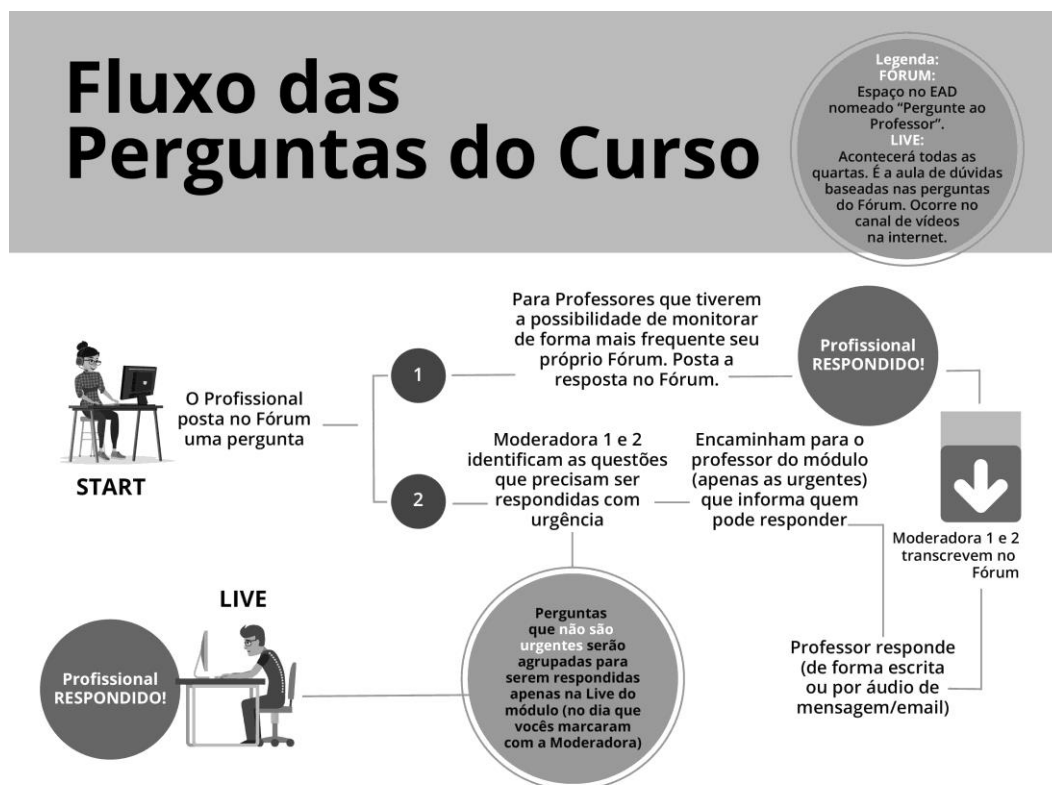 Fluxo das
Perguntas do Curso
Legenda:
FÓRUM:
Espaço no EAD
nomeado “Pergunte ao
Professor”.
LIVE:
Acontecerá todas as
quartas. É a aula de dúvidas
baseadas nas perguntas
do Fórum. Ocorre no
canal de vídeos
na internet.
START
O Profissional
posta no Fórum
uma pergunta
1
Para Professores que tiverem
a possibilidade de monitorar
de forma mais frequente seu
próprio Fórum. Posta a
resposta no Fórum.
Profissional
RESPONDIDO!
2
Moderadora 1 e 2
identificam as questões
que precisam ser
respondidas com
urgência
Encaminham para o
professor do módulo
(apenas as urgentes)
que informa quem
pode responder
Professor responde
(de forma escrita
ou por áudio de
mensagem/email)
Moderadora 1 e 2
transcrevem no
Fórum
Perguntas
que não são
urgentes serão
agrupadas para
serem respondidas
apenas na Live do
módulo (no dia que
vocês marcaram
com a Moderadora)
LIVE
Profissional
RESPONDIDO!